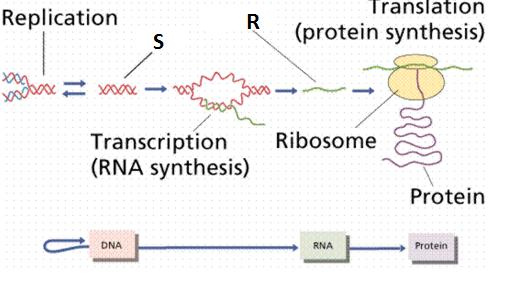 Replication
S
R
Translation
(protein synthesis)
Transcription
(RNA synthesis)
Ribosome
Protein
DNA
RNA
Protein